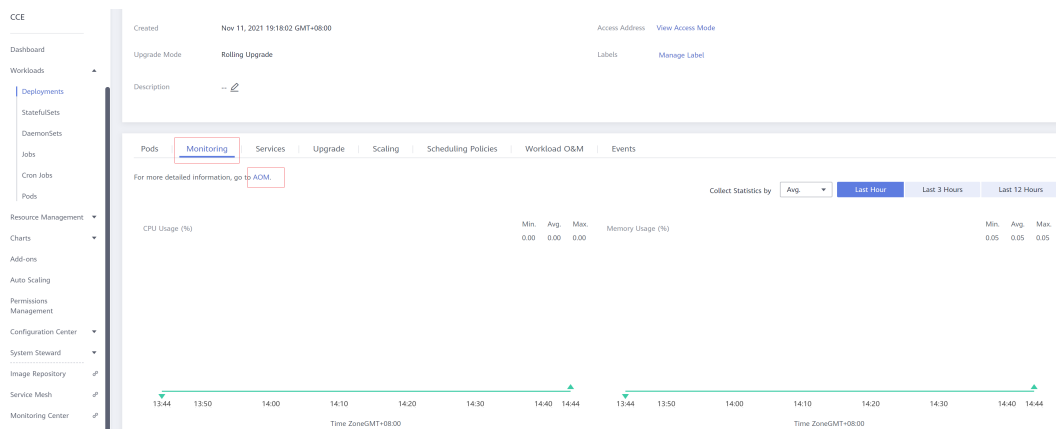 CCE
Dashboard
Workloads
Deployments
StatefulSets
DaemonSets
Jobs
Cron Jobs
Pods
Resource Management
Charts
Add-ons
Auto Scaling
Permissions
Management
Configuration Center
System Steward
Image Repository
Service Mesh
Monitoring Center
Created Nov 11, 2021 19:18:02 GMT+08:00 Access Address View Access Mode
Upgrade Mode Rolling Upgrade Labels Manage Label
Description --
Pods Monitoring Services Upgrade Scaling Scheduling Policies Workload O&M Events
For more detailed information, go to AOM.
Collect Statistics by Avg. Last Hour Last 3 Hours Last 12 Hours
CPU Usage (%) Min. Avg. Max.
0.00 0.00 0.00
13:44 13:50 14:00 14:10 14:20 14:30 14:40 14:44
Time ZoneGMT+08:00
Memory Usage (%) Min. Avg. Max.
0.05 0.05 0.05
13:44 13:50 14:00 14:10 14:20 14:30 14:40 14:44
Time ZoneGMT+08:00